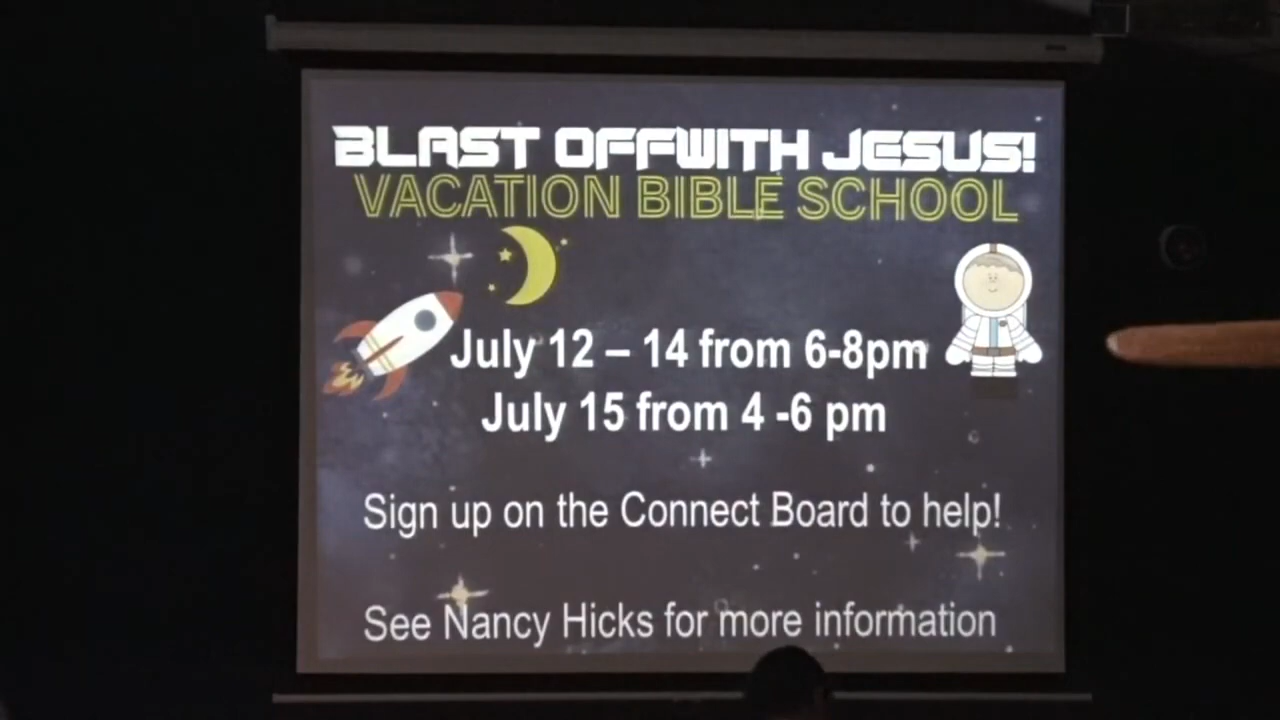 BLAST OFFWITH JESUS!
VACATION BIBLE SCHOOL
July 12 – 14 from 6-8pm
July 15 from 4 -6 pm
Sign up on the Connect Board to help!
See Nancy Hicks for more information